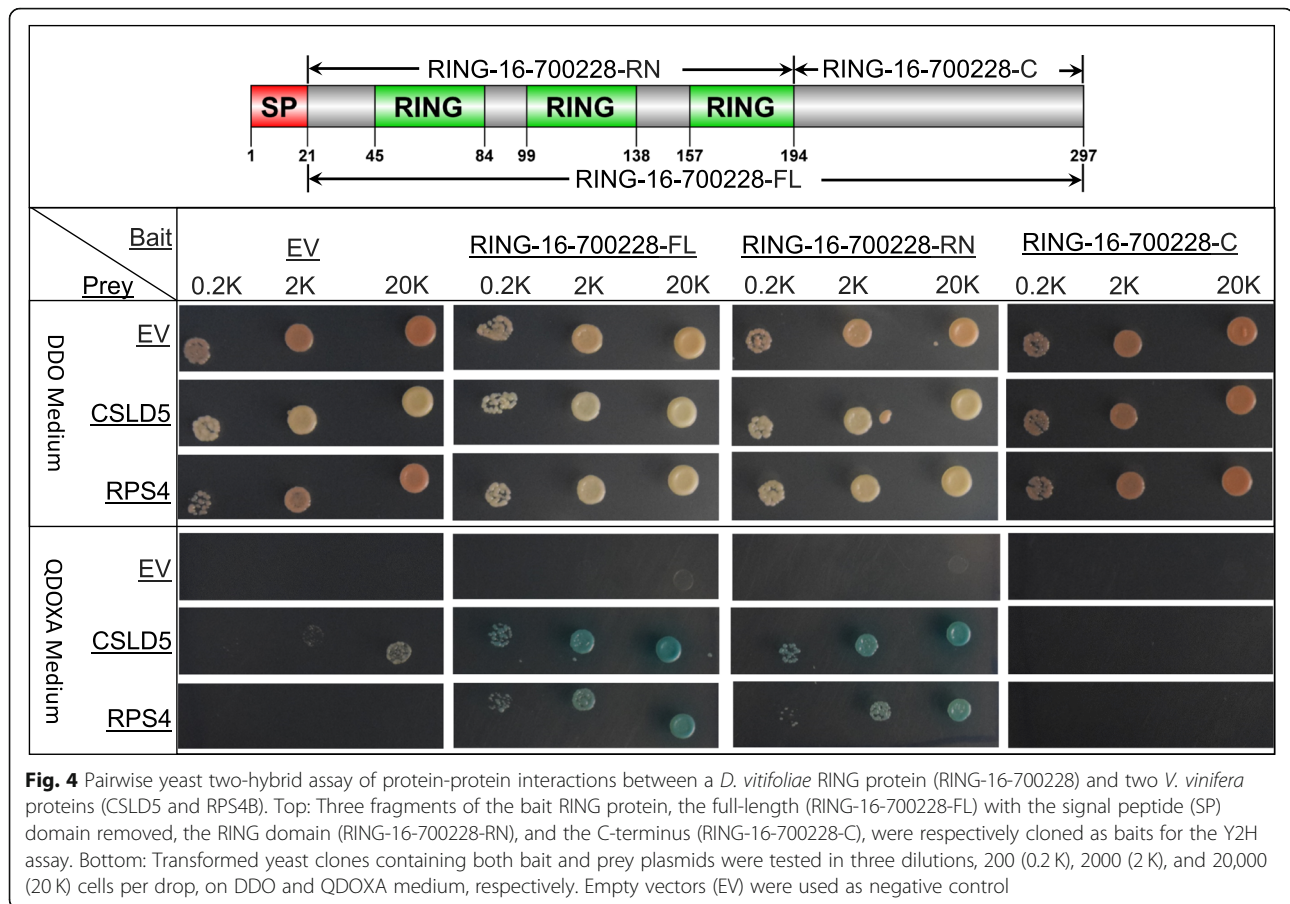 RING-16-700228-RN RING-16-700228-C
SP RING RING RING
1 21 45 84 99 138 157 194 297
RING-16-700228-FL
Bait EV RING-16-700228-FL RING-16-700228-RN RING-16-700228-C
Prey 0.2K 2K 20K 0.2K 2K 20K 0.2K 2K 20K 0.2K 2K 20K
DDO Medium
EV
CSLD5
RPS4
QDOXA Medium
EV
CSLD5
RPS4
Fig. 4 Pairwise yeast two-hybrid assay of protein-protein interactions between a D. vitifoliae RING protein (RING-16-700228) and two V. vinifera
proteins (CSLD5 and RPS4B). Top: Three fragments of the bait RING protein, the full-length (RING-16-700228-FL) with the signal peptide (SP)
domain removed, the RING domain (RING-16-700228-RN), and the C-terminus (RING-16-700228-C), were respectively cloned as baits for the Y2H
assay. Bottom: Transformed yeast clones containing both bait and prey plasmids were tested in three dilutions, 200 (0.2 K), 2000 (2 K), and 20,000
(20 K) cells per drop, on DDO and QDOXA medium, respectively. Empty vectors (EV) were used as negative control